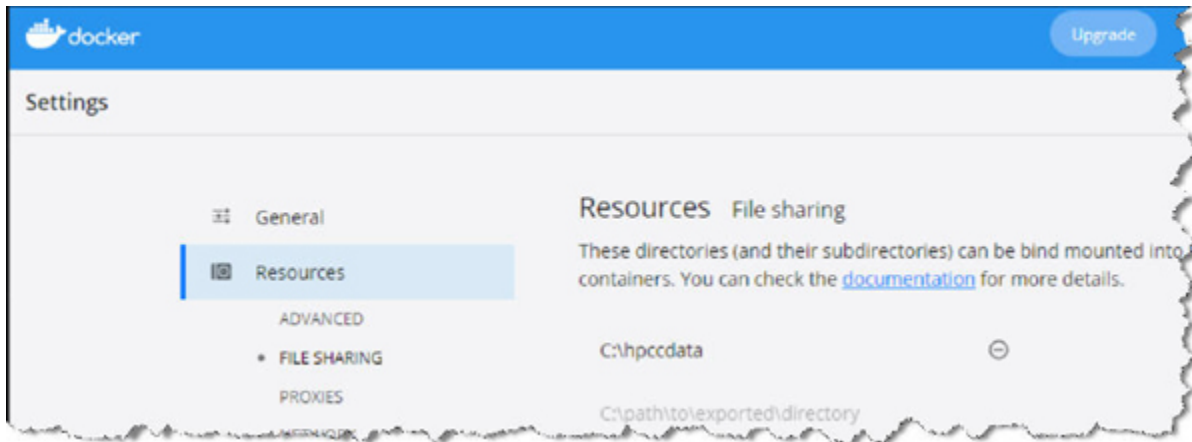 docker
Upgrade
Settings
General
Resources
ADVANCED
FILE SHARING
PROXIES
NETWORK
Resources File sharing
These directories (and their subdirectories) can be bind mounted into
containers. You can check the documentation for more details.
C:\hpccdata
C:\path\to\exported\directory